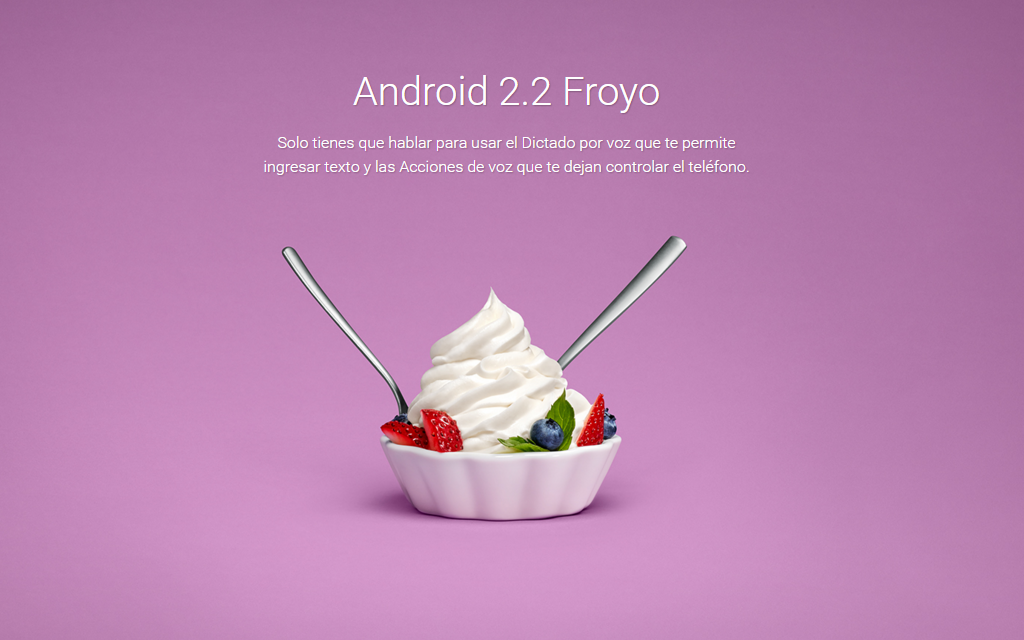 Android 2.2 Froyo
Solo tienes que hablar para usar el Dictado por voz que te permite
ingresar texto y las Acciones de voz que te dejan controlar el teléfono.